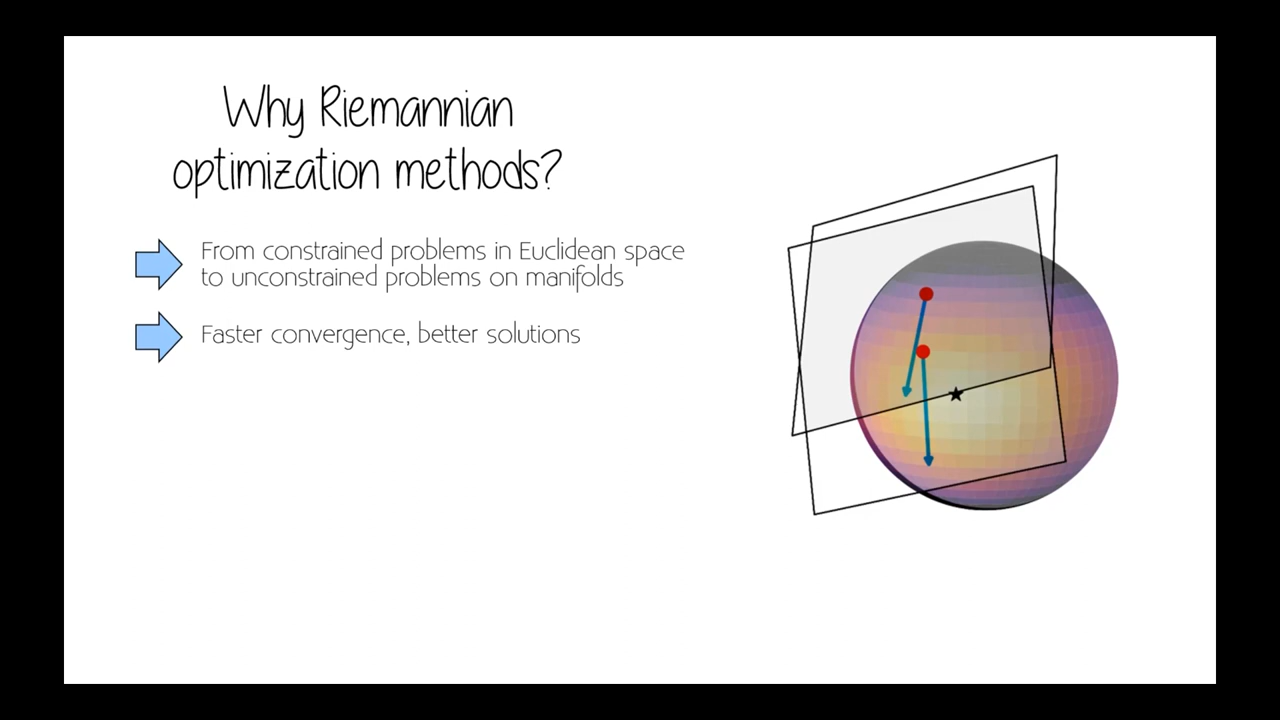 Why Riemannian
optimization methods?
From constrained problems in Euclidean space
to unconstrained problems on manifolds
Faster convergence, better solutions